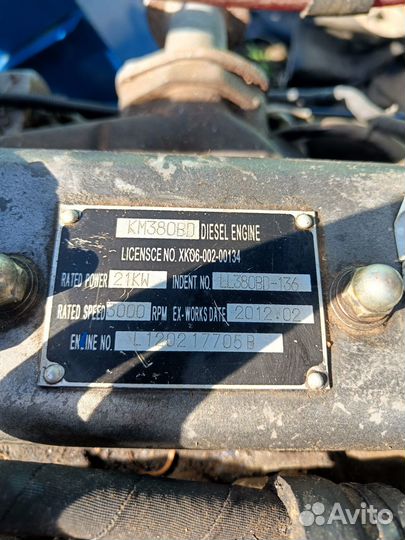 KM380BD DIESEL ENGINE
LICENSCE NO. XK06-002-00134
RATED POWER 21KW INDENT NO. LL380BD-136
RATED SPEED 3000 RPM EX-WORKS DATE 2012.02
ENGINE NO. L120217705B
Avito